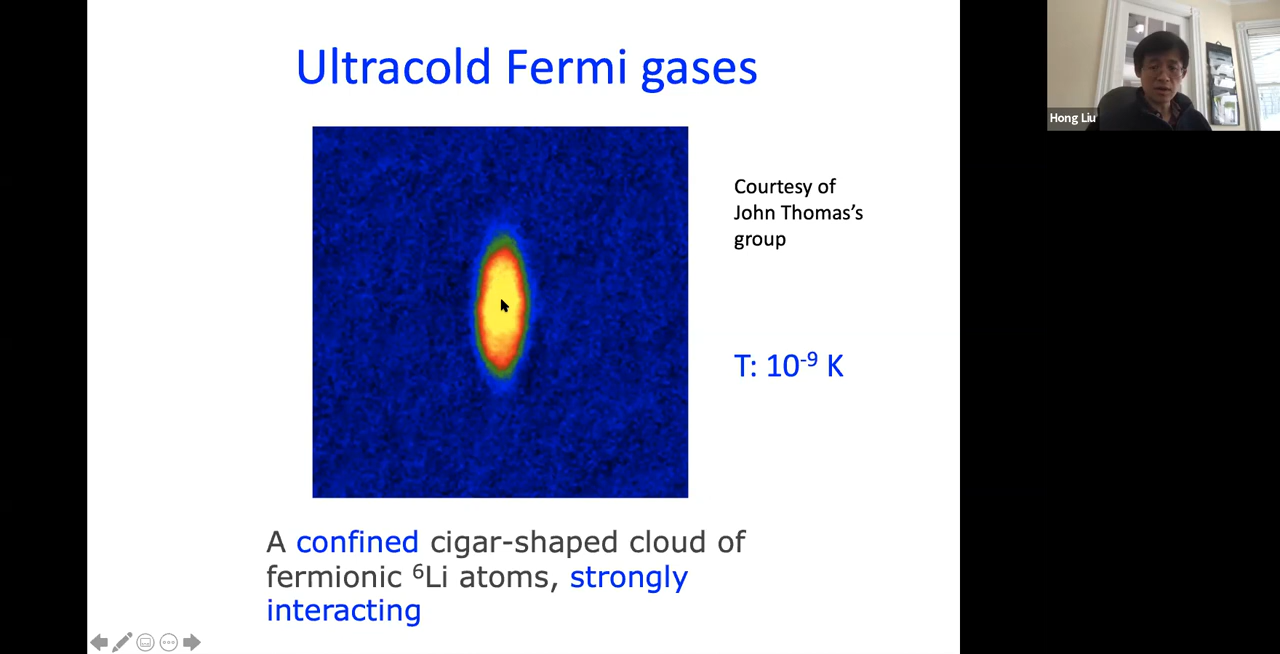 Ultracold Fermi gases
Courtesy of
John Thomas’s
group
T: 10⁻⁹ K
A confined cigar-shaped cloud of
fermionic ⁶Li atoms, strongly
interacting
Hong Liu